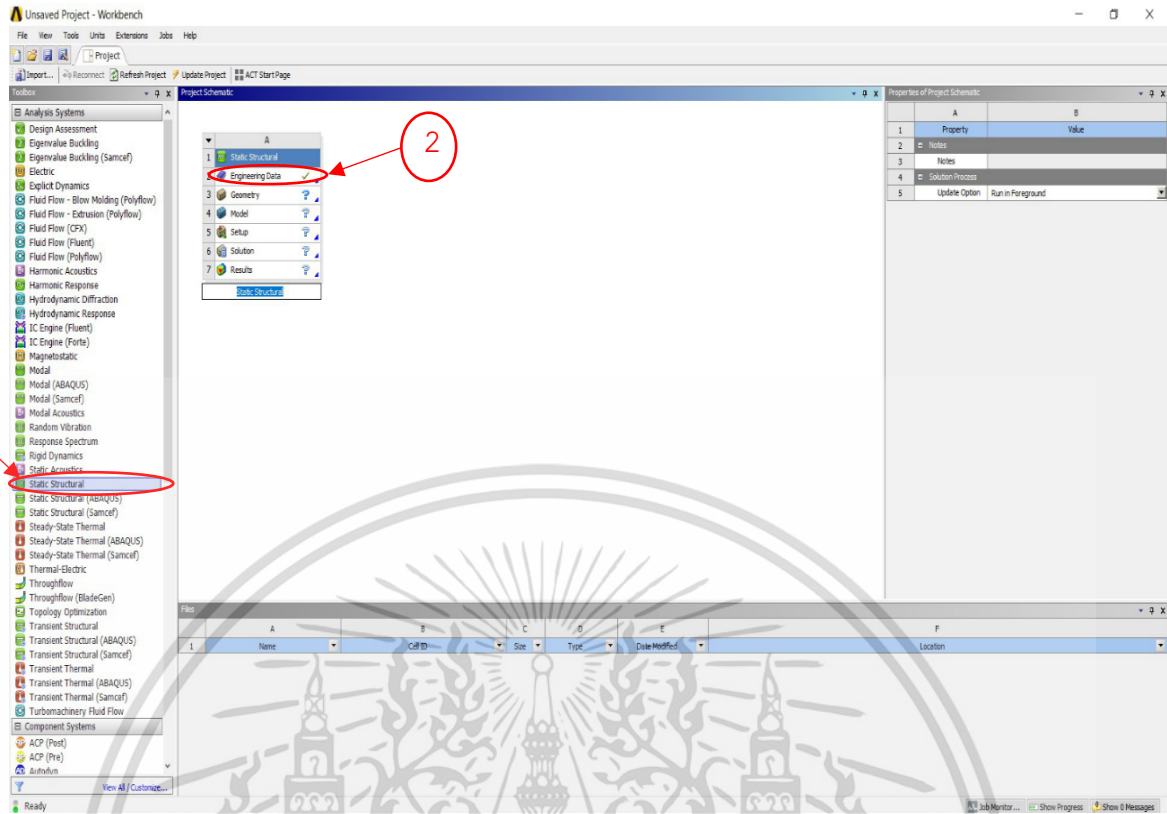 Unsaved Project - Workbench
File View Tools Units Extensions Jobs Help
Project
Import... Reconnect Refresh Project Update Project ACT Start Page
Toolbox
Analysis Systems
Design Assessment
Eigenvalue Buckling
Eigenvalue Buckling (Samcef)
Electric
Explicit Dynamics
Fluid Flow - Blow Molding (Polyflow)
Fluid Flow - Extrusion (Polyflow)
Fluid Flow (CFX)
Fluid Flow (Fluent)
Fluid Flow (Polyflow)
Harmonic Acoustics
Harmonic Response
Hydrodynamic Diffraction
Hydrodynamic Response
IC Engine (Fluent)
IC Engine (Forte)
Magnetostatic
Modal
Modal (ABAQUS)
Modal (Samcef)
Modal Acoustics
Random Vibration
Response Spectrum
Rigid Dynamics
Static Acoustics
Static Structural
Static Structural (ABAQUS)
Static Structural (Samcef)
Steady-State Thermal
Steady-State Thermal (ABAQUS)
Steady-State Thermal (Samcef)
Thermal-Electric
Throughflow
Throughflow (BladeGen)
Topology Optimization
Transient Structural
Transient Structural (ABAQUS)
Transient Structural (Samcef)
Transient Thermal
Transient Thermal (ABAQUS)
Transient Thermal (Samcef)
Turbomachinery Fluid Flow
Component Systems
ACP (Post)
ACP (Pre)
Autodyn
View All / Customize...
Project Schematic
A
1 Static Structural
2 Engineering Data
3 Geometry ?
4 Model ?
5 Setup ?
6 Solution ?
7 Results ?
Static Structural
2
Properties of Project Schematic
A B
1 Property Value
2 Notes
3 Notes
4 Solution Process
5 Update Option Run in Foreground
Files
A B C D E F
1 Name Cell ID Size Type Date Modified Location
Ready
Job Monitor... Show Progress Show 0 Messages